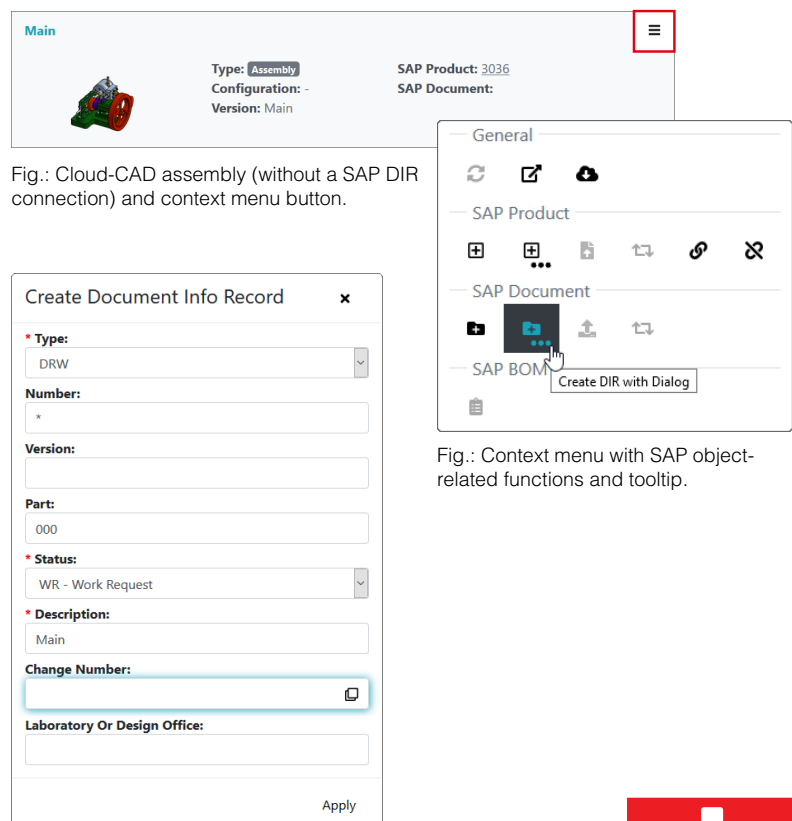 Main
Type: Assembly
Configuration: -
Version: Main
SAP Product: 3036
SAP Document:
Fig.: Cloud-CAD assembly (without a SAP DIR
connection) and context menu button.
General
SAP Product
SAP Document
SAP BOM
Create DIR with Dialog
Fig.: Context menu with SAP object-
related functions and tooltip.
Create Document Info Record
* Type:
DRW
Number:
*
Version:
Part:
000
* Status:
WR - Work Request
* Description:
Main
Change Number:
Laboratory Or Design Office:
Apply